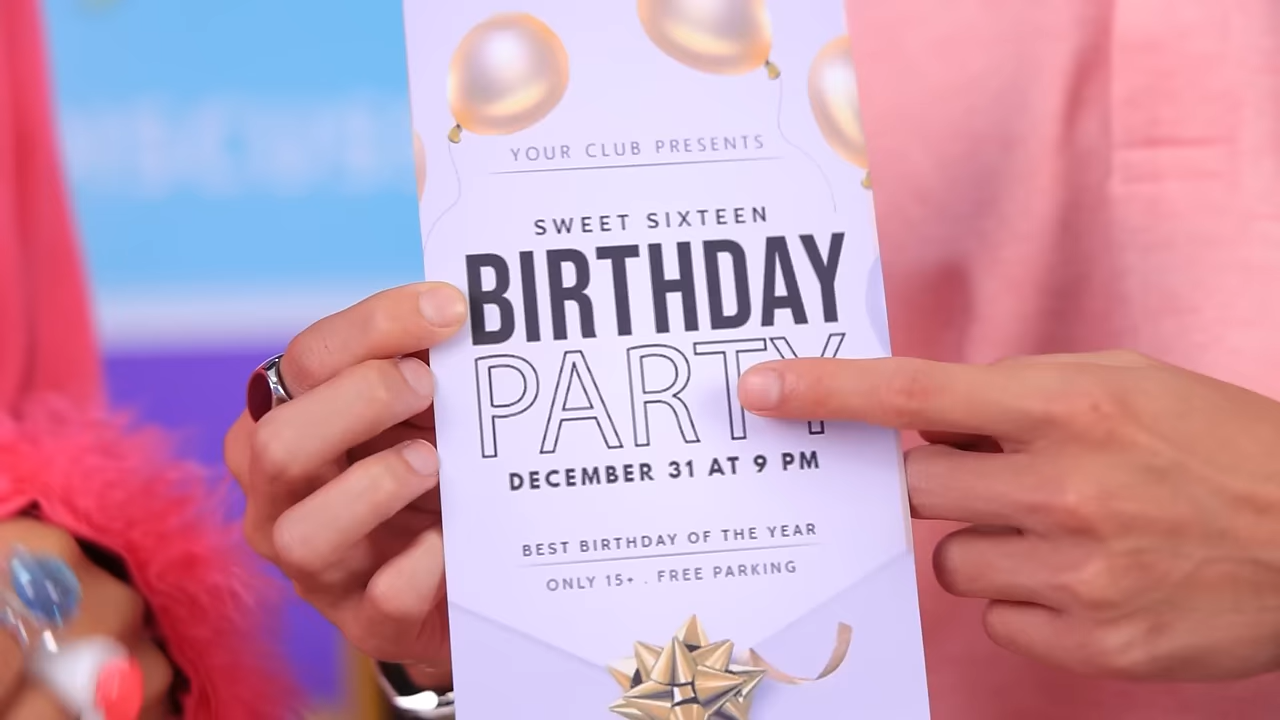 YOUR CLUB PRESENTS
SWEET SIXTEEN
BIRTHDAY
PARTY
DECEMBER 31 AT 9 PM
BEST BIRTHDAY OF THE YEAR
ONLY 15+ . FREE PARKING